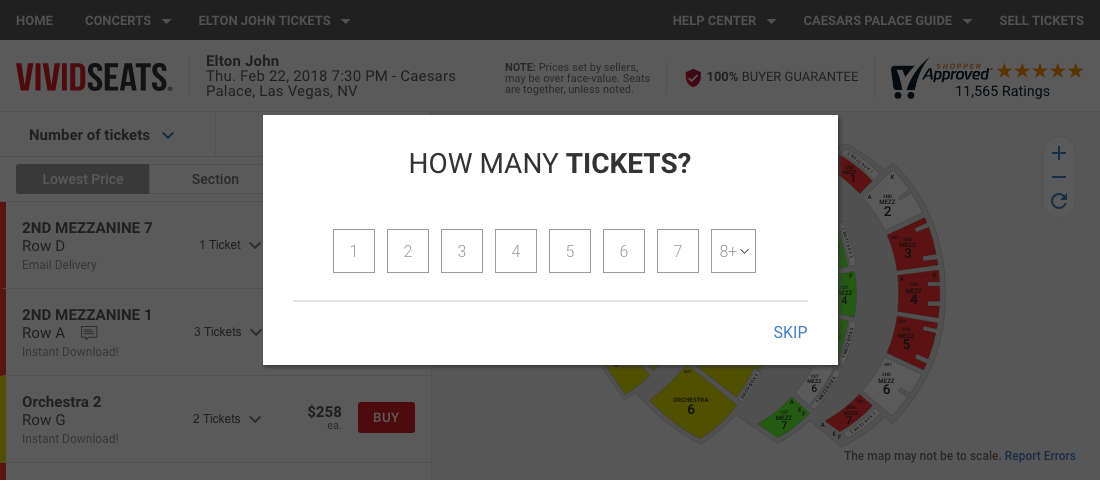 HOME CONCERTS ELTON JOHN TICKETS HELP CENTER CAESARS PALACE GUIDE SELL TICKETS
VIVIDSEATS.
Elton John
Thu. Feb 22, 2018 7:30 PM - Caesars
Palace, Las Vegas, NV
NOTE: Prices set by sellers,
may be over face-value. Seats
are together, unless noted.
100% BUYER GUARANTEE
SHOPPER
Approved
11,565 Ratings
Number of tickets
Lowest Price Section
HOW MANY TICKETS?
1 2 3 4 5 6 7 8+
SKIP
2ND MEZZANINE 7
Row D
Email Delivery
1 Ticket
2ND MEZZANINE 1
Row A
Instant Download!
3 Tickets
Orchestra 2
Row G
Instant Download!
2 Tickets
$258
ea.
BUY
2ND
MEZZ
2
2ND
MEZZ
3
2ND
MEZZ
4
2ND
MEZZ
5
2ND
MEZZ
6
1ST
MEZZ
4
1ST
MEZZ
6
1ST
MEZZ
7
ORCHESTRA
6
The map may not be to scale. Report Errors